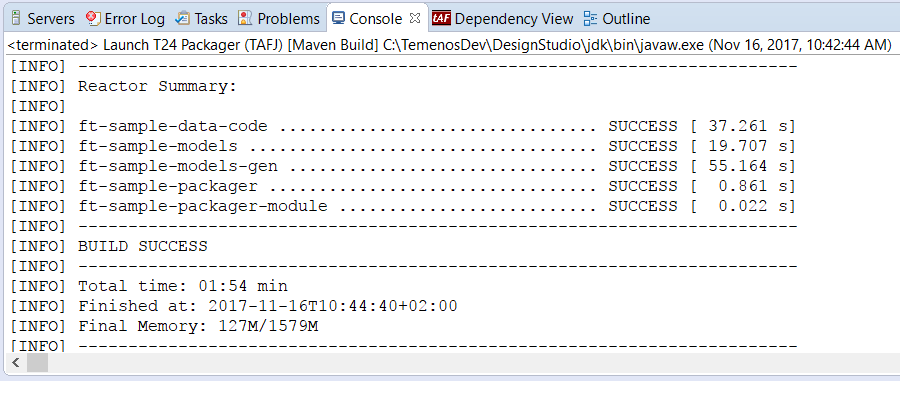 Servers Error Log Tasks Problems Console tAF Dependency View Outline
<terminated> Launch T24 Packager (TAFJ) [Maven Build] C:\TemenosDev\DesignStudio\jdk\bin\javaw.exe (Nov 16, 2017, 10:42:44 AM)
[INFO] ------------------------------------------------------------------------
[INFO] Reactor Summary:
[INFO]
[INFO] ft-sample-data-code ................................ SUCCESS [ 37.261 s]
[INFO] ft-sample-models ................................... SUCCESS [ 19.707 s]
[INFO] ft-sample-models-gen ............................... SUCCESS [ 55.164 s]
[INFO] ft-sample-packager ................................. SUCCESS [  0.861 s]
[INFO] ft-sample-packager-module .......................... SUCCESS [  0.022 s]
[INFO] ------------------------------------------------------------------------
[INFO] BUILD SUCCESS
[INFO] ------------------------------------------------------------------------
[INFO] Total time: 01:54 min
[INFO] Finished at: 2017-11-16T10:44:40+02:00
[INFO] Final Memory: 127M/1579M
[INFO] ------------------------------------------------------------------------